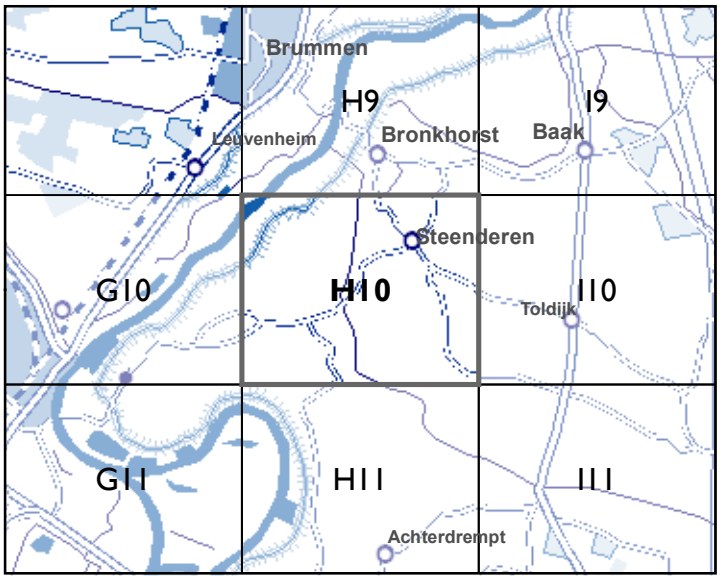 Brummen
H9
I9
Leuvenheim
Bronkhorst
Baak
Steenderen
G10
H10
I10
Toldijk
G11
H11
I11
Achterdrempt